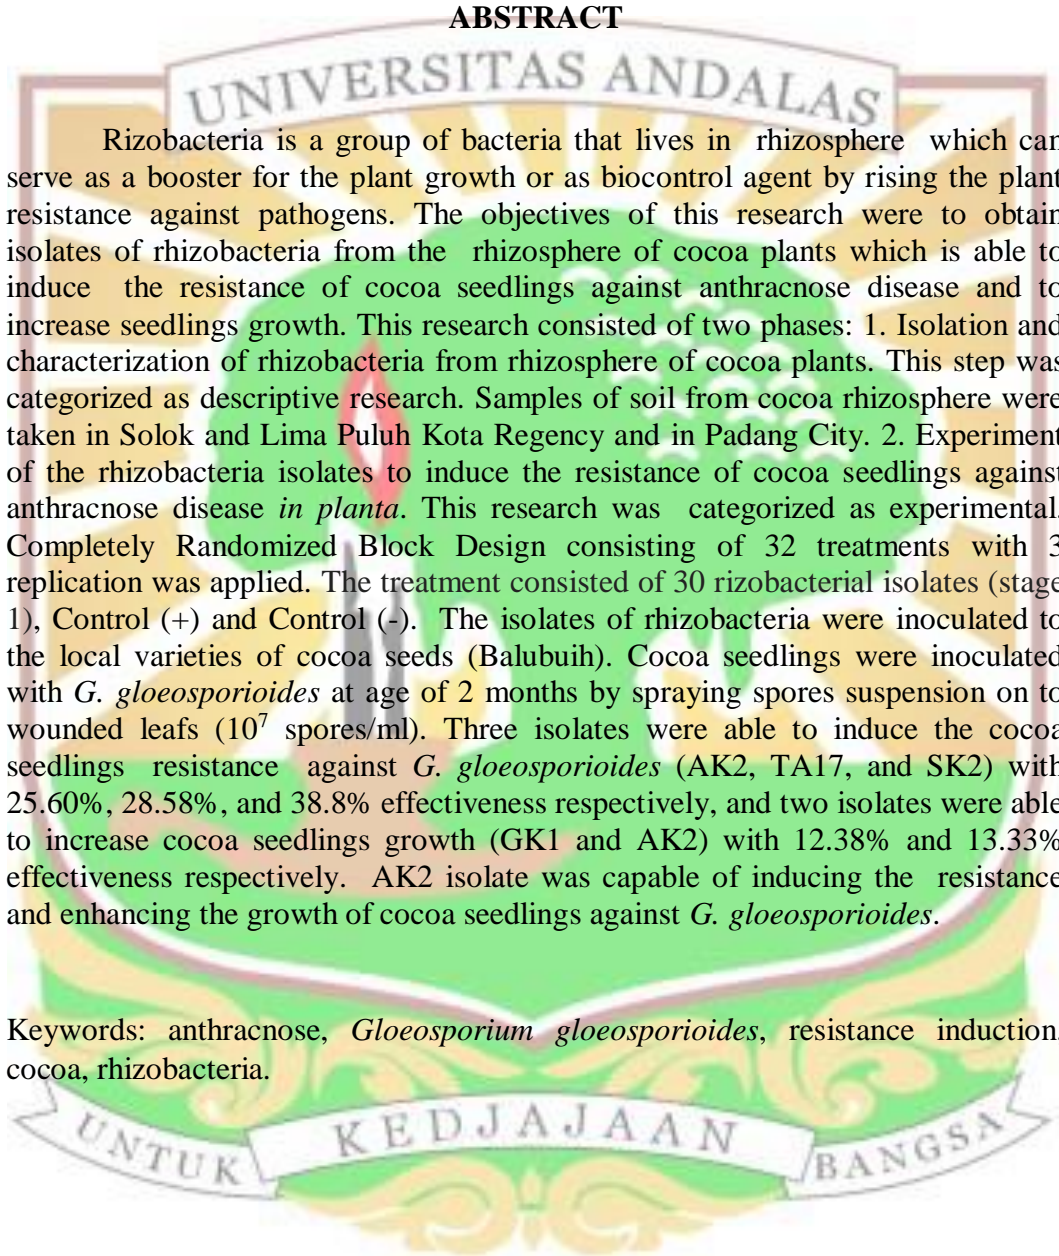 ABSTRACT
UNIVERSITAS ANDALAS
Rizobacteria is a group of bacteria that lives in rhizosphere which can
serve as a booster for the plant growth or as biocontrol agent by rising the plant
resistance against pathogens. The objectives of this research were to obtain
isolates of rhizobacteria from the rhizosphere of cocoa plants which is able to
induce the resistance of cocoa seedlings against anthracnose disease and to
increase seedlings growth. This research consisted of two phases: 1. Isolation and
characterization of rhizobacteria from rhizosphere of cocoa plants. This step was
categorized as descriptive research. Samples of soil from cocoa rhizosphere were
taken in Solok and Lima Puluh Kota Regency and in Padang City. 2. Experiment
of the rhizobacteria isolates to induce the resistance of cocoa seedlings against
anthracnose disease in planta. This research was categorized as experimental.
Completely Randomized Block Design consisting of 32 treatments with 3
replication was applied. The treatment consisted of 30 rizobacterial isolates (stage
1), Control (+) and Control (-). The isolates of rhizobacteria were inoculated to
the local varieties of cocoa seeds (Balubuih). Cocoa seedlings were inoculated
with G. gloeosporioides at age of 2 months by spraying spores suspension on to
wounded leafs (10⁷ spores/ml). Three isolates were able to induce the cocoa
seedlings resistance against G. gloeosporioides (AK2, TA17, and SK2) with
25.60%, 28.58%, and 38.8% effectiveness respectively, and two isolates were able
to increase cocoa seedlings growth (GK1 and AK2) with 12.38% and 13.33%
effectiveness respectively. AK2 isolate was capable of inducing the resistance
and enhancing the growth of cocoa seedlings against G. gloeosporioides.
Keywords: anthracnose, Gloeosporium gloeosporioides, resistance induction,
cocoa, rhizobacteria.
UNTUK KEDJAJAAN BANGSA